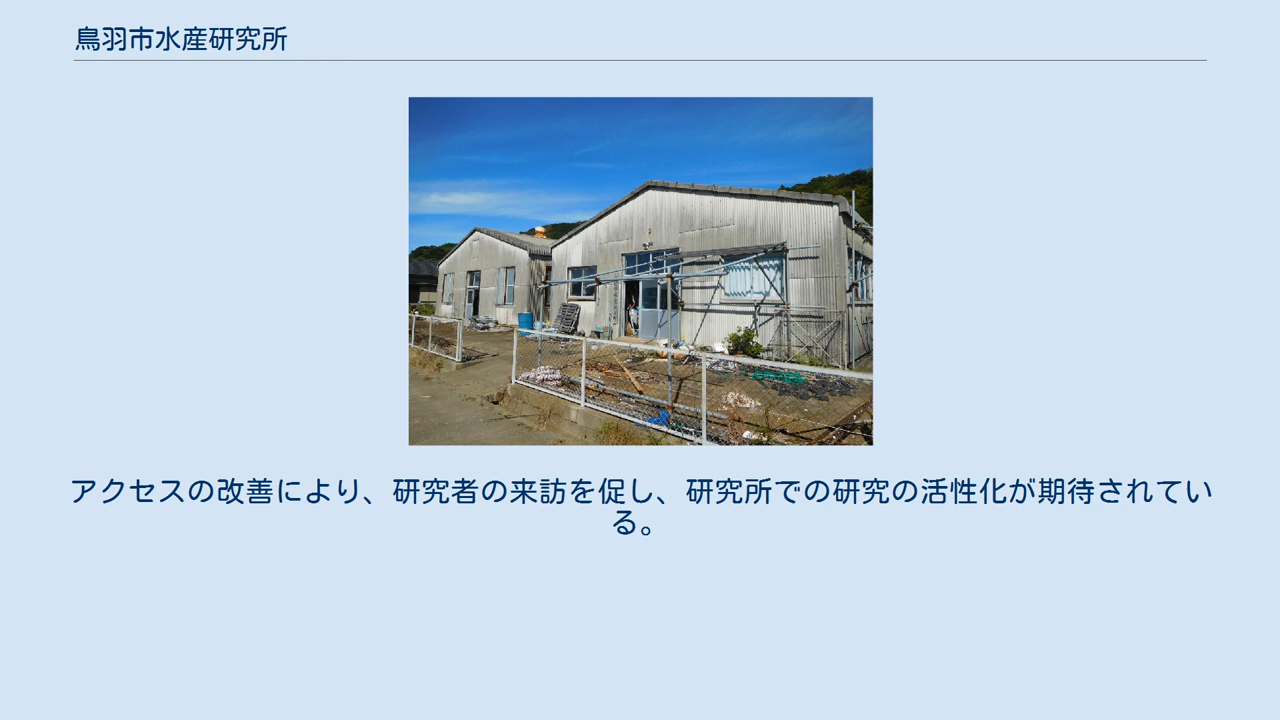 鳥羽市水産研究所
アクセスの改善により、研究者の来訪を促し、研究所での研究の活性化が期待されてい
る。